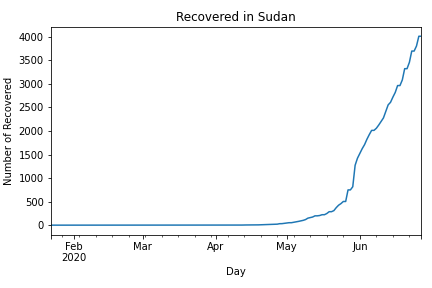 Recovered in Sudan
Number of Recovered
4000
3500
3000
2500
2000
1500
1000
500
0
Feb
2020
Mar
Apr
May
Jun
Day